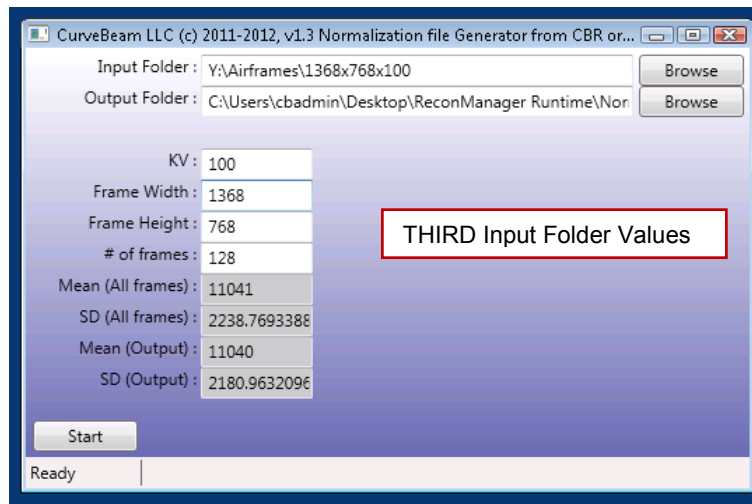 CurveBeam LLC (c) 2011-2012, v1.3 Normalization file Generator from CBR or...
Input Folder : Y:\Airframes\1368x768x100 Browse
Output Folder : C:\Users\cbadmin\Desktop\ReconManager Runtime\Nor Browse
KV : 100
Frame Width : 1368
Frame Height : 768
# of frames : 128
Mean (All frames) : 11041
SD (All frames) : 2238.7693388
Mean (Output) : 11040
SD (Output) : 2180.9632096
THIRD Input Folder Values
Start
Ready